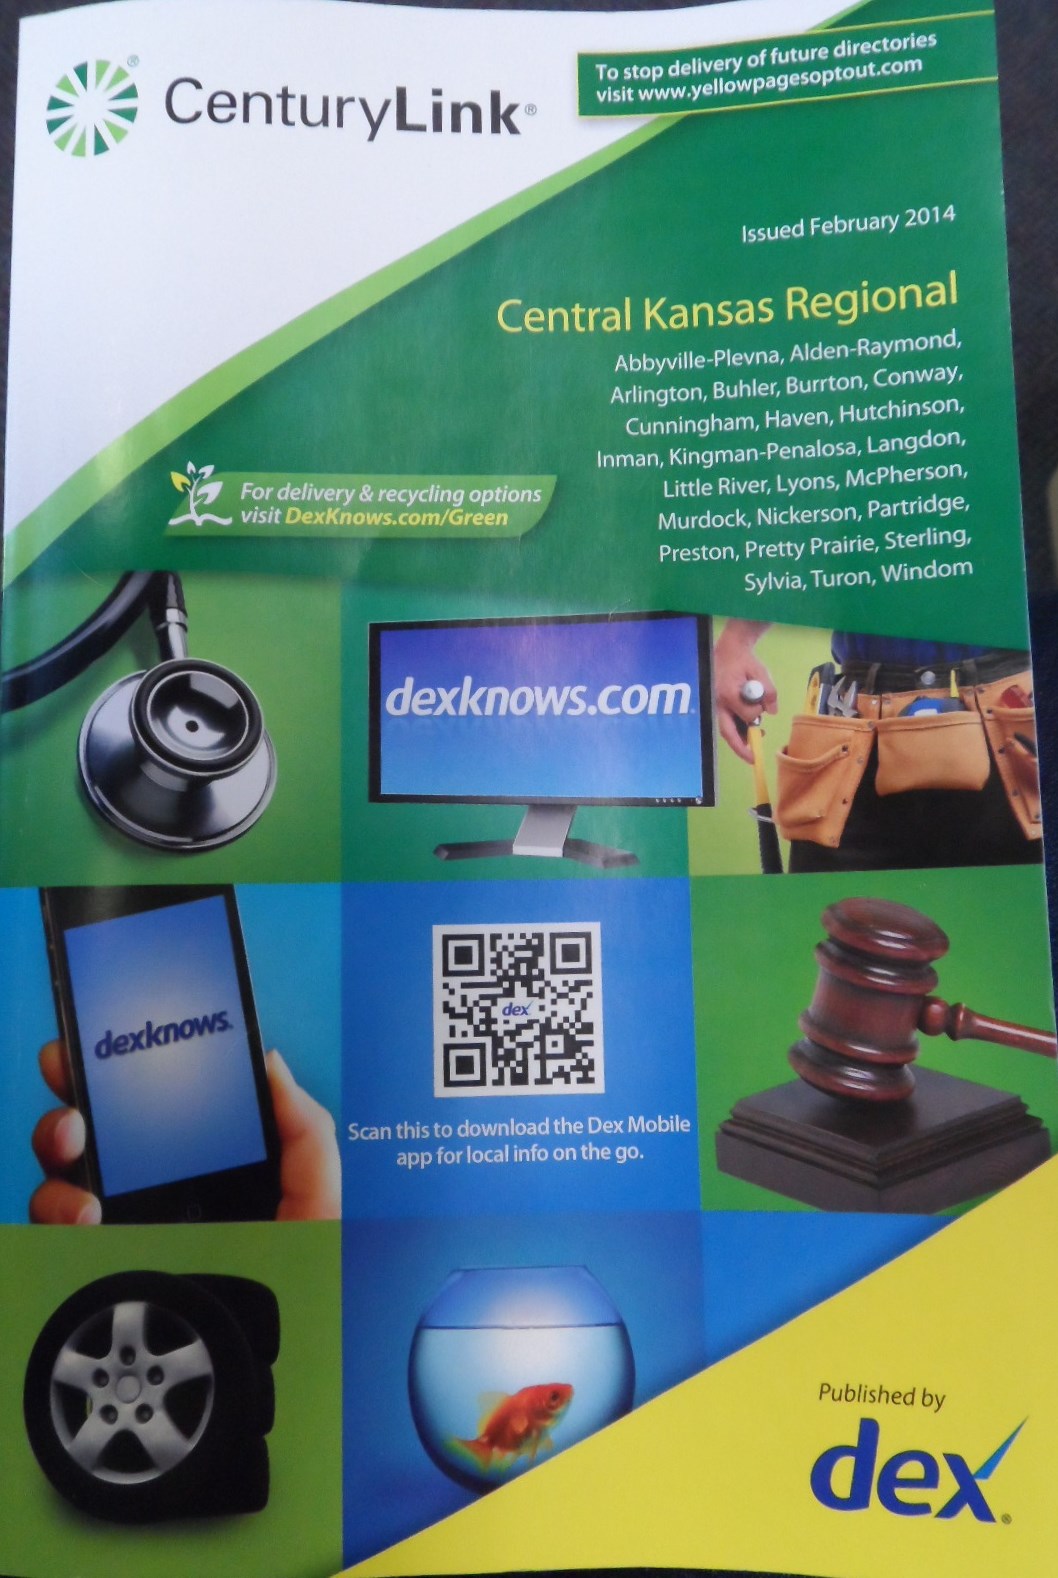 CenturyLink®
To stop delivery of future directories
visit www.yellowpagesoptout.com
Issued February 2014
Central Kansas Regional
Abbyville-Plevna, Alden-Raymond,
Arlington, Buhler, Burrton, Conway,
Cunningham, Haven, Hutchinson,
Inman, Kingman-Penalosa, Langdon,
Little River, Lyons, McPherson,
Murdock, Nickerson, Partridge,
Preston, Pretty Prairie, Sterling,
Sylvia, Turon, Windom
For delivery & recycling options
visit DexKnows.com/Green
dexknows.com
dexknows.
dex
Scan this to download the Dex Mobile
app for local info on the go.
Published by
dex®